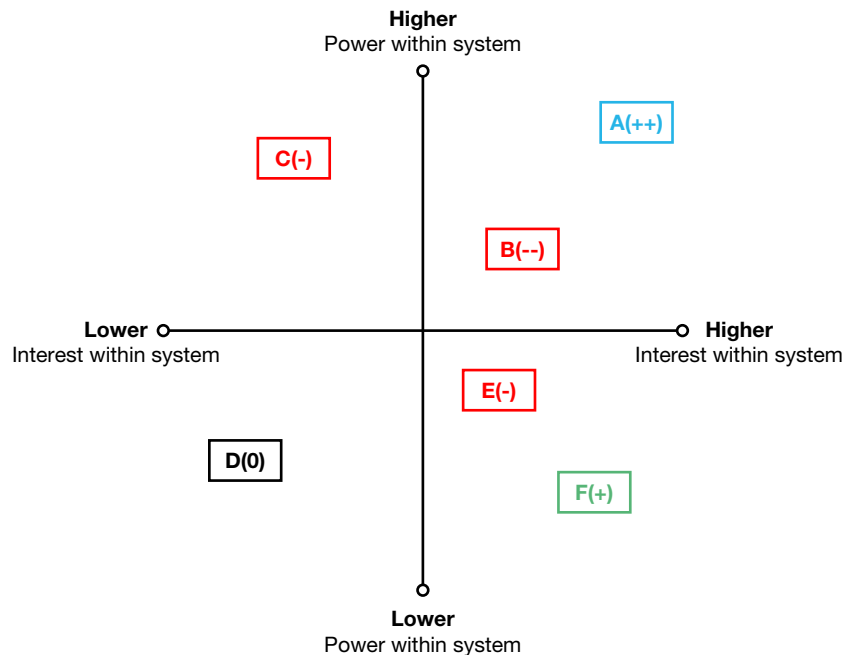 Higher
Power within system
A(++)
C(-)
B(--)
Lower
Interest within system
Higher
Interest within system
E(-)
D(0)
F(+)
Lower
Power within system